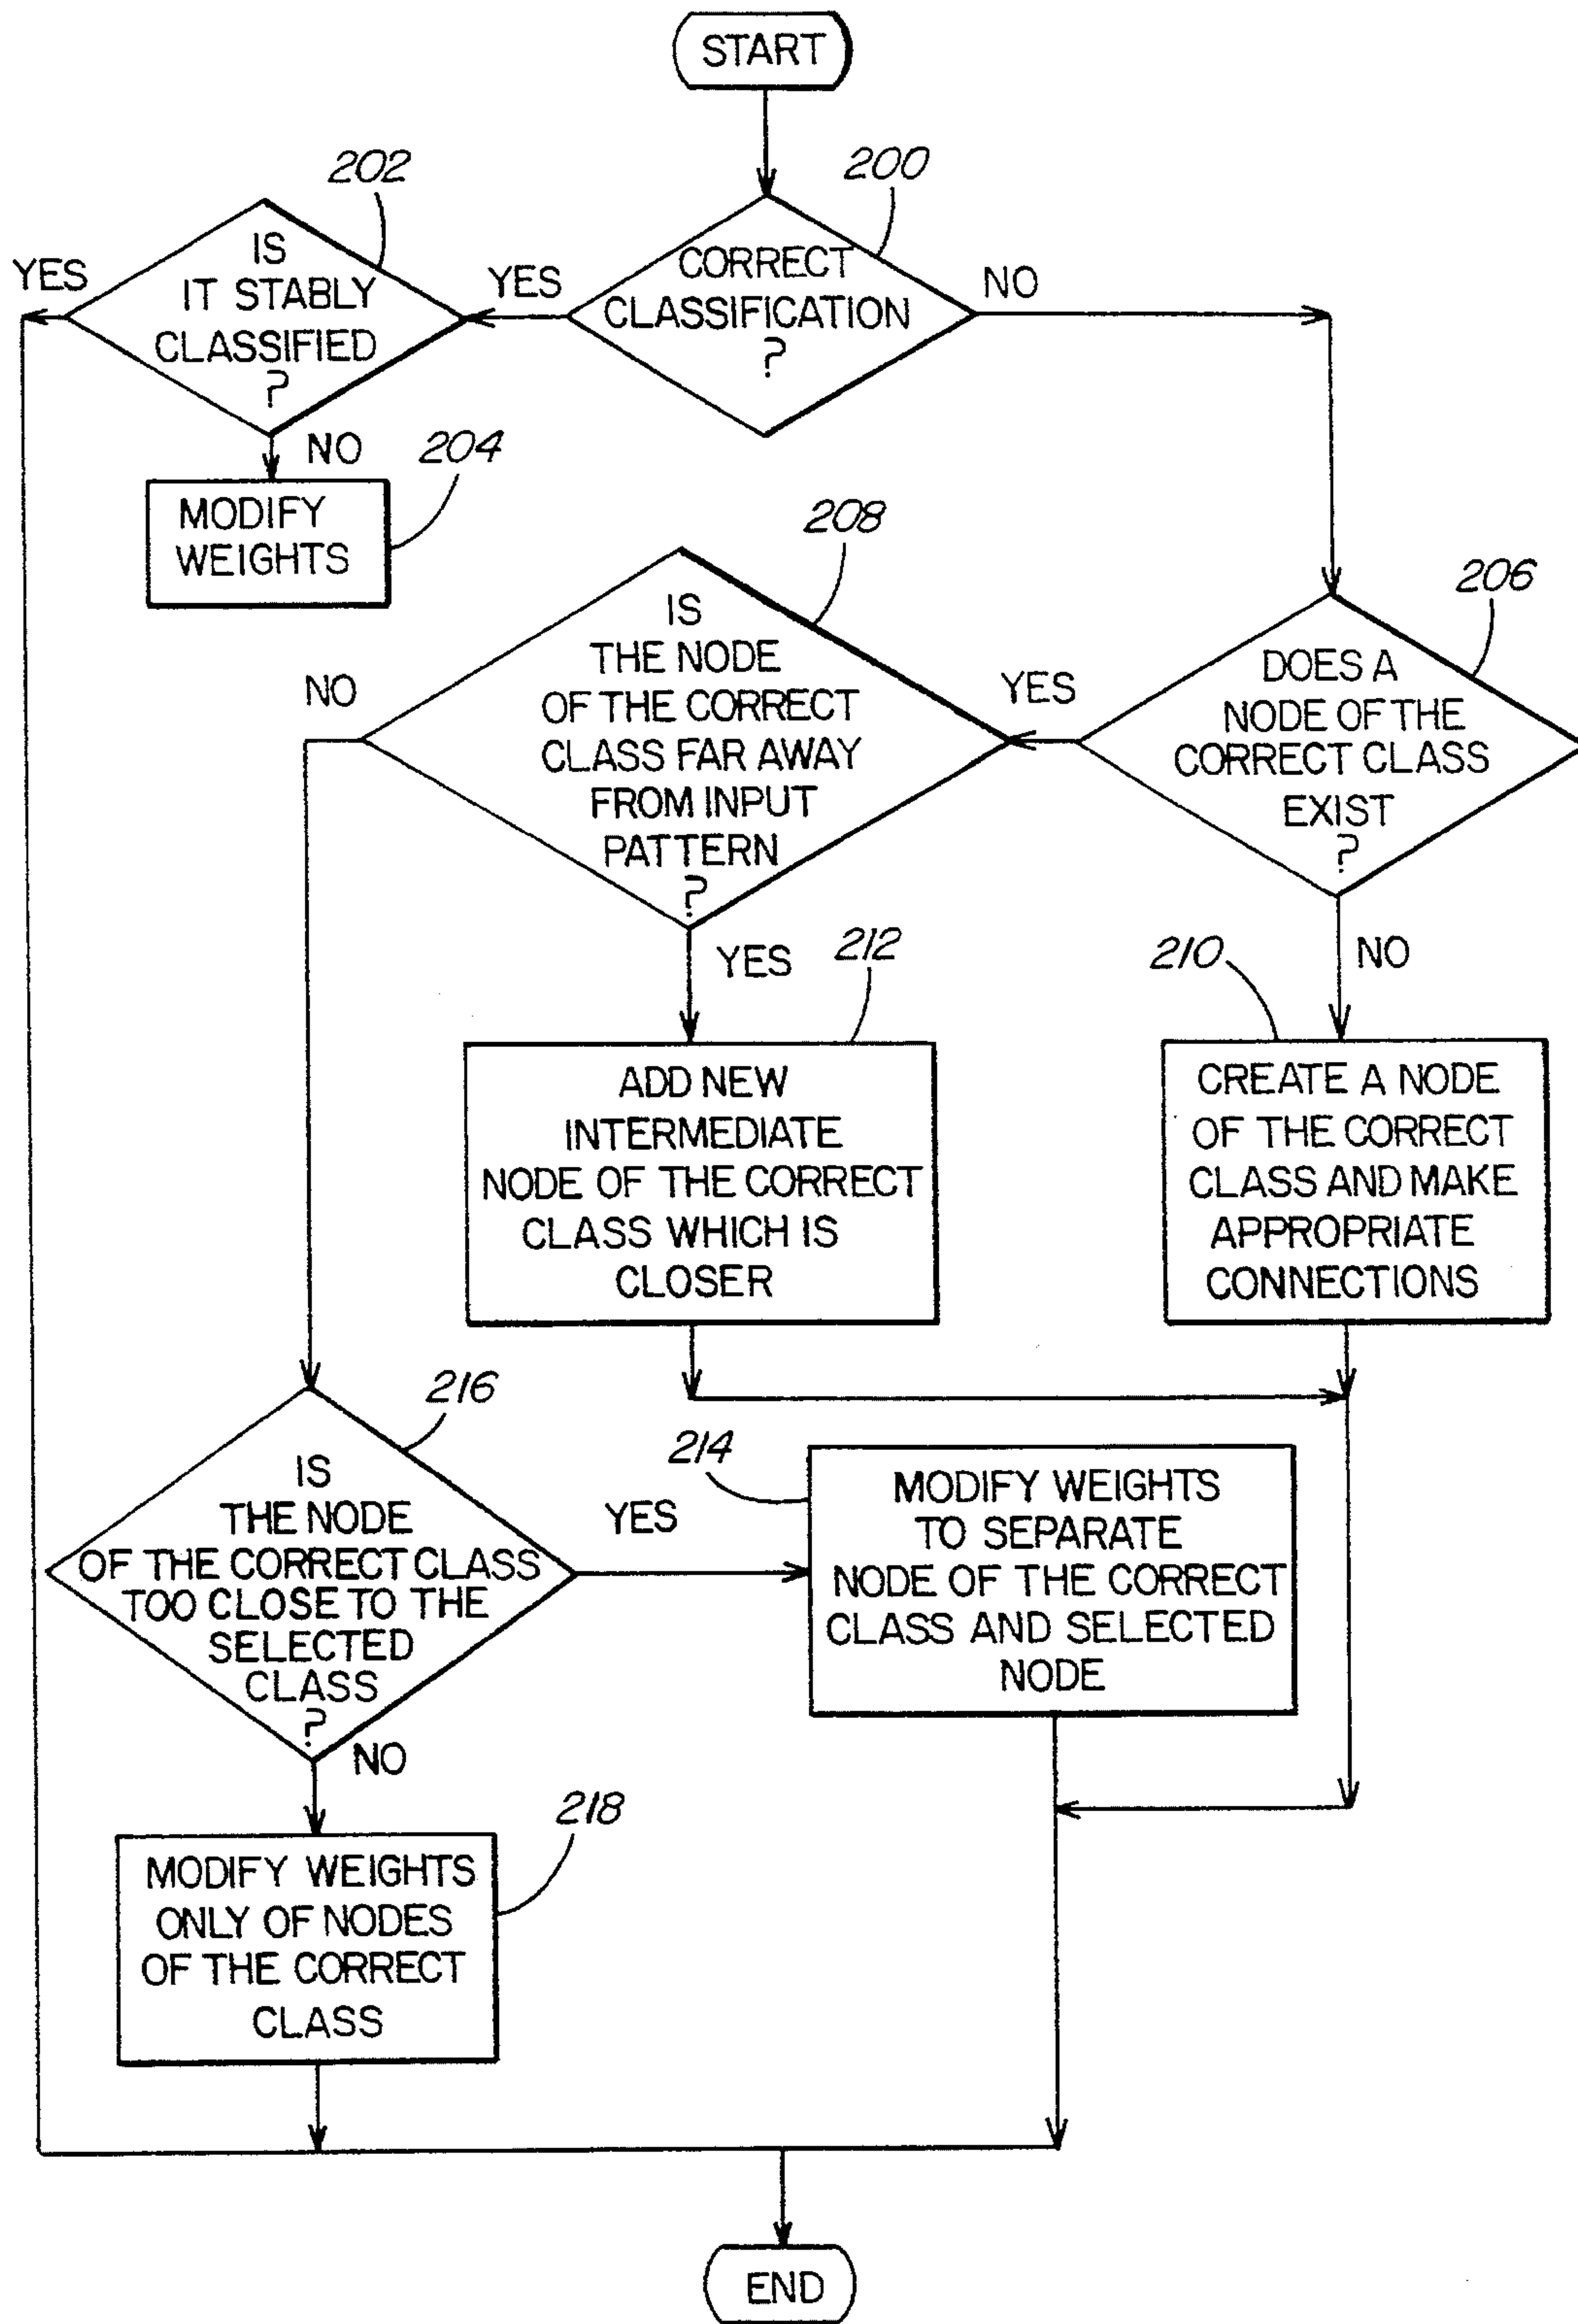 START
202
200
IS
IT STABLY
CLASSIFIED
?
YES
YES
CORRECT
CLASSIFICATION
?
NO
NO
204
MODIFY
WEIGHTS
208
206
IS
THE NODE
OF THE CORRECT
CLASS FAR AWAY
FROM INPUT
PATTERN
?
NO
YES
DOES A
NODE OF THE
CORRECT CLASS
EXIST
?
YES
212
210
NO
ADD NEW
INTERMEDIATE
NODE OF THE CORRECT
CLASS WHICH IS
CLOSER
CREATE A NODE
OF THE CORRECT
CLASS AND MAKE
APPROPRIATE
CONNECTIONS
216
IS
THE NODE
OF THE CORRECT CLASS
TOO CLOSE TO THE
SELECTED
CLASS
?
YES
214
MODIFY WEIGHTS
TO SEPARATE
NODE OF THE CORRECT
CLASS AND SELECTED
NODE
NO
218
MODIFY WEIGHTS
ONLY OF NODES
OF THE CORRECT
CLASS
END